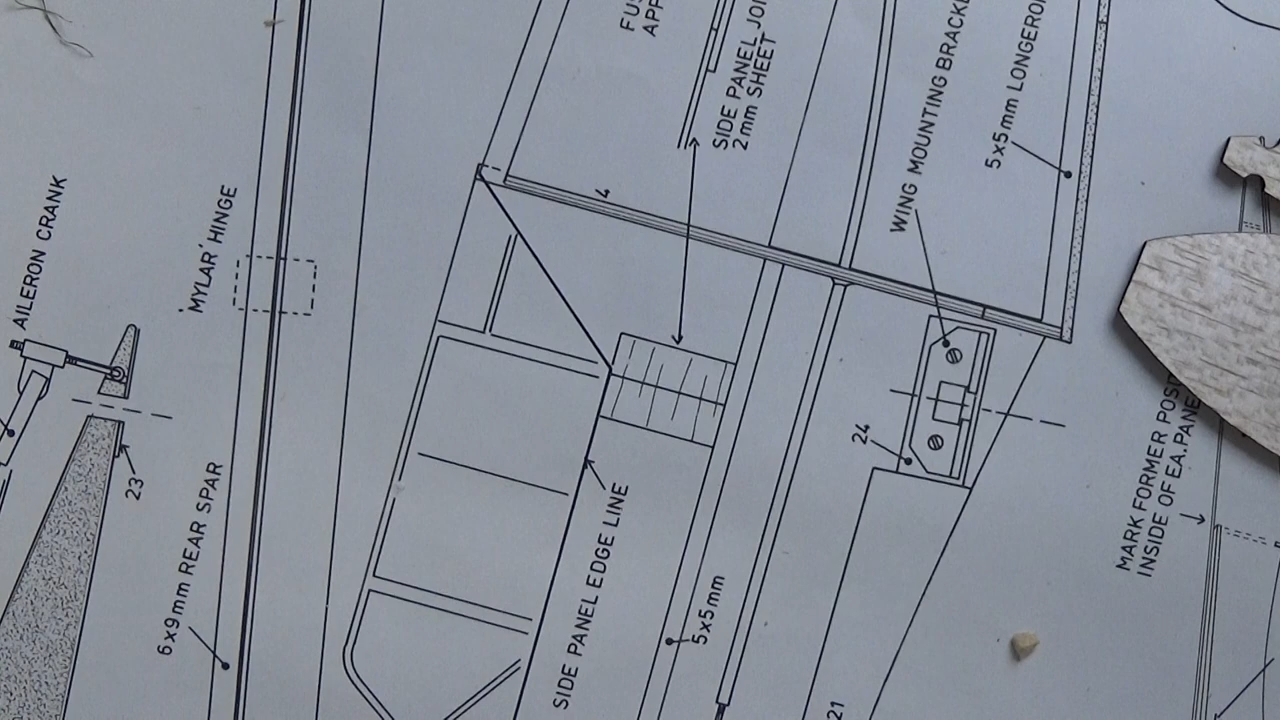 AILERON CRANK
'MYLAR' HINGE
23
6x9mm REAR SPAR
4
SIDE PANEL
2mm SHEET
WING MOUNTING
5x5mm
24
SIDE PANEL EDGE LINE
5x5mm
21
MARK FORMER
INSIDE OF EA.